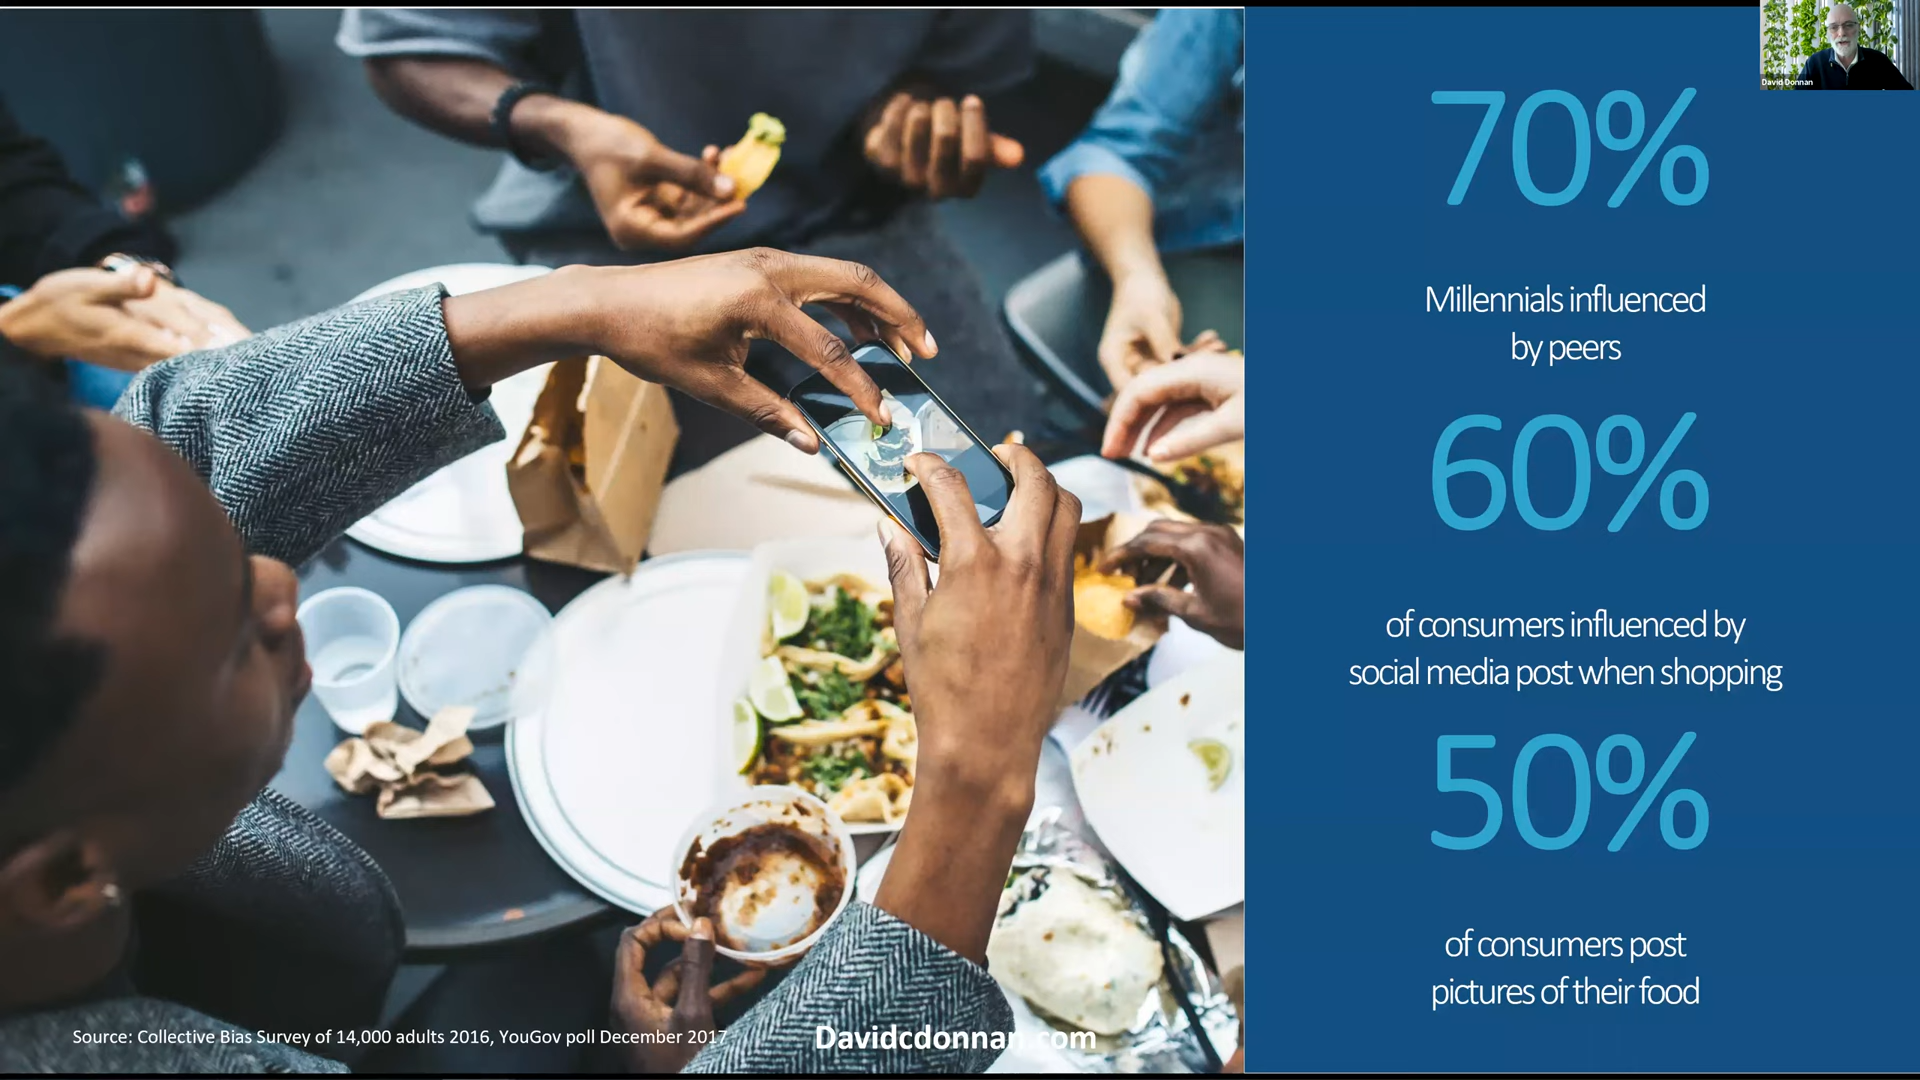 David Donnan
70%
Millennials influenced
by peers
60%
of consumers influenced by
social media post when shopping
50%
of consumers post
pictures of their food
Source: Collective Bias Survey of 14,000 adults 2016, YouGov poll December 2017
Davidcdonnan.com